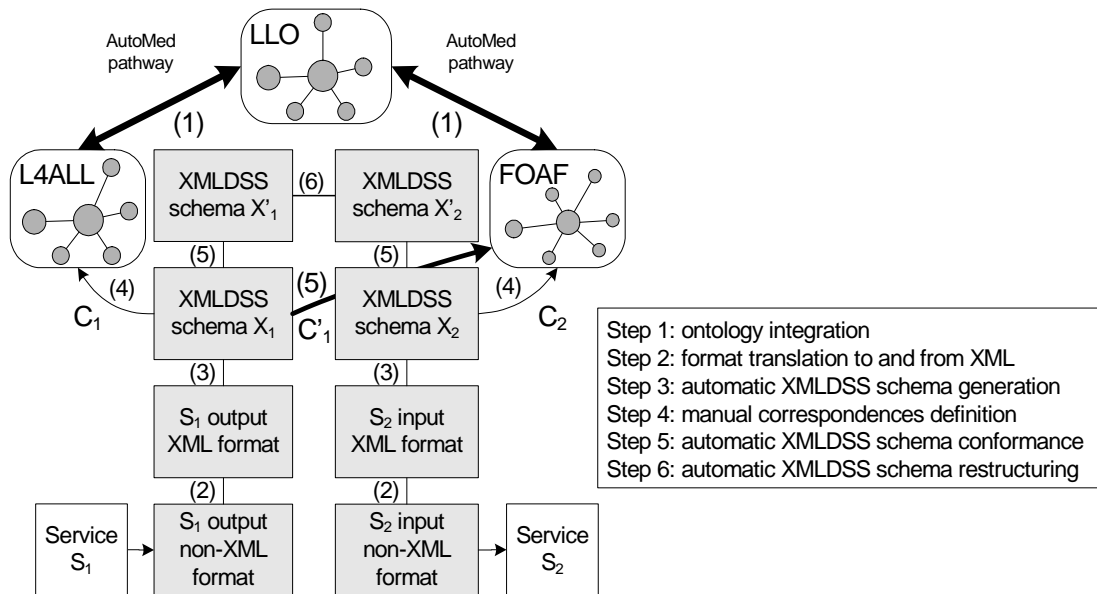 LLO
AutoMed
pathway
AutoMed
pathway
(1)
(1)
L4ALL
FOAF
XMLDSS
schema X'1
(6)
XMLDSS
schema X'2
(5)
(5)
(4)
C1
XMLDSS
schema X1
(5)
C'1
XMLDSS
schema X2
(4)
C2
(3)
(3)
S1 output
XML format
S2 input
XML format
(2)
(2)
Service
S1
S1 output
non-XML
format
S2 input
non-XML
format
Service
S2
Step 1: ontology integration
Step 2: format translation to and from XML
Step 3: automatic XMLDSS schema generation
Step 4: manual correspondences definition
Step 5: automatic XMLDSS schema conformance
Step 6: automatic XMLDSS schema restructuring